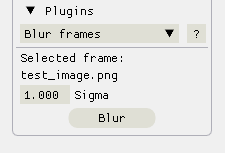 Plugins
Blur frames ?
Selected frame:
test_image.png
1.000 Sigma
Blur